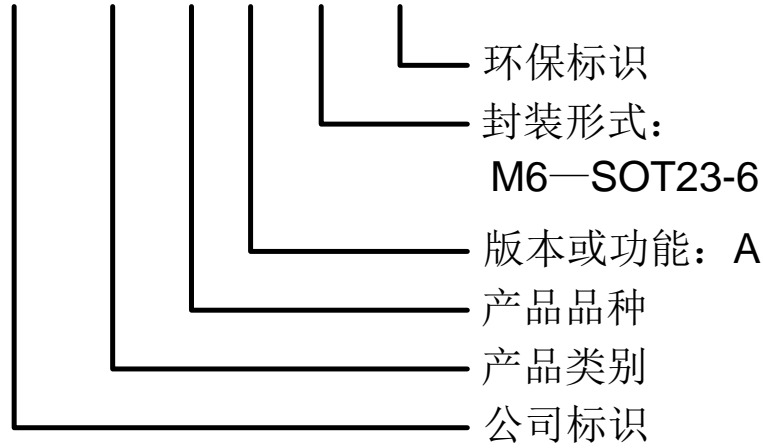 环保标识
封装形式：
M6—SOT23-6
版本或功能：A
产品品种
产品类别
公司标识